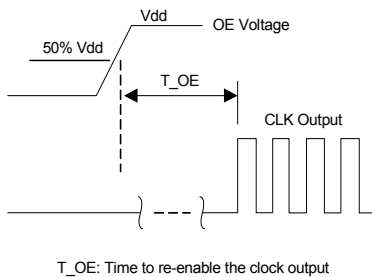 Vdd
OE Voltage
50% Vdd
T_OE
CLK Output
T_OE: Time to re-enable the clock output